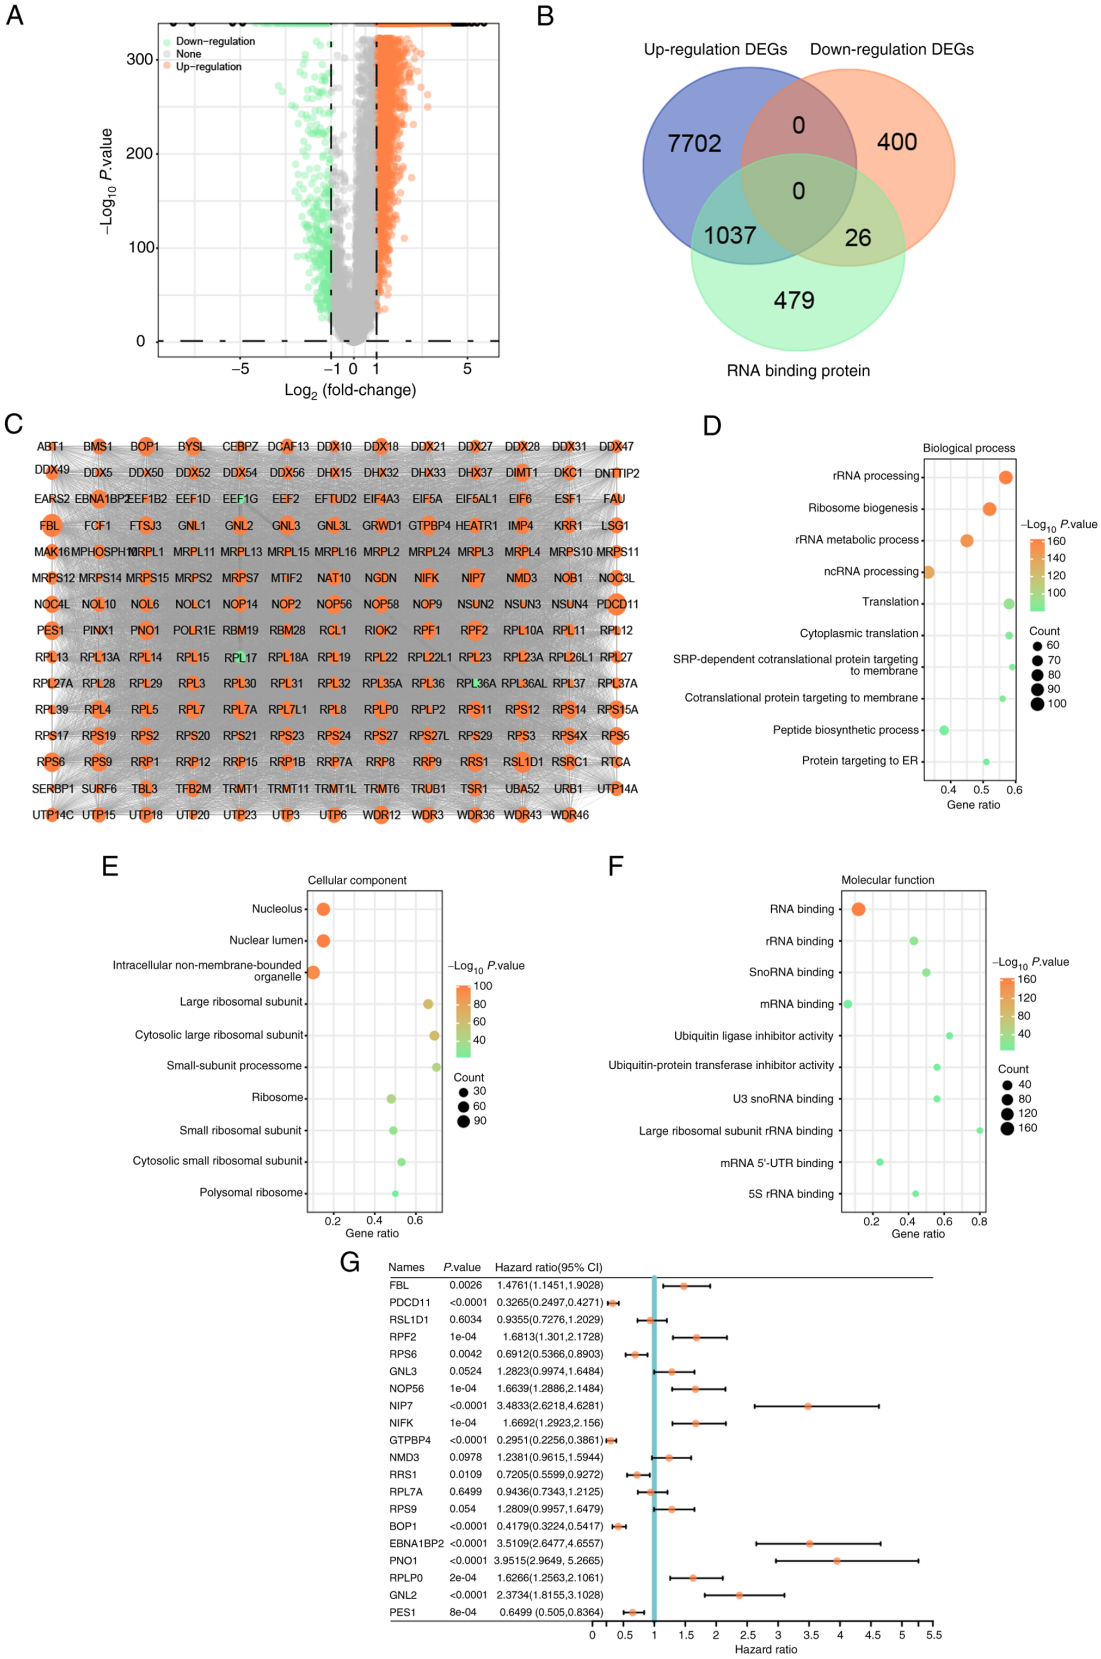 A
Down-regulation
None
Up-regulation
300
200
100
0
−Log10 P.value
−5
−1
0
1
5
Log2 (fold-change)
B
Up-regulation DEGs
Down-regulation DEGs
7702
0
400
0
1037
26
479
RNA binding protein
C
ABT1 BMS1 BOP1 BYSL CEBPZ DCAF13 DDX10 DDX18 DDX21 DDX27 DDX28 DDX31 DDX47
DDX49 DDX5 DDX50 DDX52 DDX54 DDX56 DHX15 DHX32 DHX33 DHX37 DIMT1 DKC1 DNTTIP2
EARS2 EBNA1BP2 EEF1B2 EEF1D EEF1G EEF2 EFTUD2 EIF4A3 EIF5A EIF5AL1 EIF6 ESF1 FAU
FBL FCF1 FTSJ3 GNL1 GNL2 GNL3 GNL3L GRWD1 GTPBP4 HEATR1 IMP4 KRR1 LSG1
MAK16 MPHOSPH10 MRPL1 MRPL11 MRPL13 MRPL15 MRPL16 MRPL2 MRPL24 MRPL3 MRPL4 MRPS10 MRPS11
MRPS12 MRPS14 MRPS15 MRPS2 MRPS7 MTIF2 NAT10 NGDN NIFK NIP7 NMD3 NOB1 NOC3L
NOC4L NOL10 NOL6 NOLC1 NOP14 NOP2 NOP56 NOP58 NOP9 NSUN2 NSUN3 NSUN4 PDCD11
PES1 PINX1 PNO1 POLR1E RBM19 RBM28 RCL1 RIOK2 RPF1 RPF2 RPL10A RPL11 RPL12
RPL13 RPL13A RPL14 RPL15 RPL17 RPL18A RPL19 RPL22 RPL22L1 RPL23 RPL23A RPL26L1 RPL27
RPL27A RPL28 RPL29 RPL3 RPL30 RPL31 RPL32 RPL35A RPL36 RPL36A RPL36AL RPL37 RPL37A
RPL39 RPL4 RPL5 RPL7 RPL7A RPL7L1 RPL8 RPLP0 RPLP2 RPS11 RPS12 RPS14 RPS15A
RPS17 RPS19 RPS2 RPS20 RPS21 RPS23 RPS24 RPS27 RPS27L RPS29 RPS3 RPS4X RPS5
RPS6 RPS9 RRP1 RRP12 RRP15 RRP1B RRP7A RRP8 RRP9 RRS1 RSL1D1 RSRC1 RTCA
SERBP1 SURF6 TBL3 TFB2M TRMT1 TRMT11 TRMT1L TRMT6 TRUB1 TSR1 UBA52 URB1 UTP14A
UTP14C UTP15 UTP18 UTP20 UTP23 UTP3 UTP6 WDR12 WDR3 WDR36 WDR43 WDR46
D
Biological process
rRNA processing
Ribosome biogenesis
rRNA metabolic process
ncRNA processing
Translation
Cytoplasmic translation
SRP-dependent cotranslational protein targeting
to membrane
Cotranslational protein targeting to membrane
Peptide biosynthetic process
Protein targeting to ER
0.4 0.5 0.6
Gene ratio
−Log10 P.value
160
140
120
100
Count
60
70
80
90
100
E
Cellular component
Nucleolus
Nuclear lumen
Intracellular non-membrane-bounded
organelle
Large ribosomal subunit
Cytosolic large ribosomal subunit
Small-subunit processome
Ribosome
Small ribosomal subunit
Cytosolic small ribosomal subunit
Polysomal ribosome
0.2 0.4 0.6
Gene ratio
−Log10 P.value
100
80
60
40
Count
30
60
90
F
Molecular function
RNA binding
rRNA binding
SnoRNA binding
mRNA binding
Ubiquitin ligase inhibitor activity
Ubiquitin-protein transferase inhibitor activity
U3 snoRNA binding
Large ribosomal subunit rRNA binding
mRNA 5'-UTR binding
5S rRNA binding
0.2 0.4 0.6 0.8
Gene ratio
−Log10 P.value
160
120
80
40
Count
40
80
120
160
G
Names P.value Hazard ratio(95% CI)
FBL 0.0026 1.4761(1.1451,1.9028)
PDCD11 <0.0001 0.3265(0.2497,0.4271)
RSL1D1 0.6034 0.9355(0.7276,1.2029)
RPF2 1e-04 1.6813(1.301,2.1728)
RPS6 0.0042 0.6912(0.5366,0.8903)
GNL3 0.0524 1.2823(0.9974,1.6484)
NOP56 1e-04 1.6639(1.2886,2.1484)
NIP7 <0.0001 3.4833(2.6218,4.6281)
NIFK 1e-04 1.6692(1.2923,2.156)
GTPBP4 <0.0001 0.2951(0.2256,0.3861)
NMD3 0.0978 1.2381(0.9615,1.5944)
RRS1 0.0109 0.7205(0.5599,0.9272)
RPL7A 0.6499 0.9436(0.7343,1.2125)
RPS9 0.054 1.2809(0.9957,1.6479)
BOP1 <0.0001 0.4179(0.3224,0.5417)
EBNA1BP2 <0.0001 3.5109(2.6477,4.6557)
PNO1 <0.0001 3.9515(2.9649, 5.2665)
RPLP0 2e-04 1.6266(1.2563,2.1061)
GNL2 <0.0001 2.3734(1.8155,3.1028)
PES1 8e-04 0.6499 (0.505,0.8364)
0 0.5 1 1.5 2 2.5 3 3.5 4 4.5 5 5.5
Hazard ratio